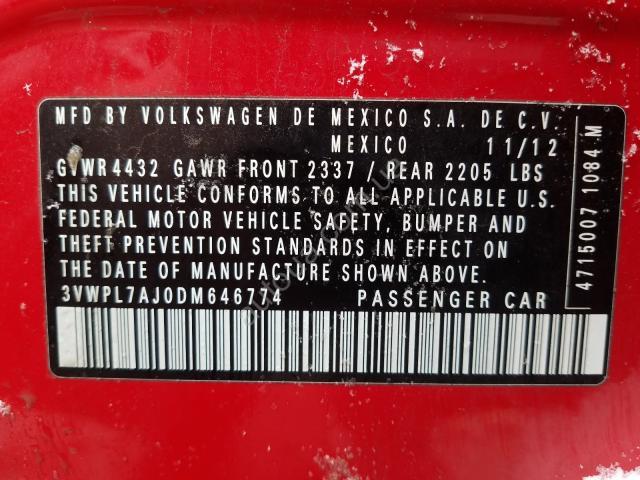 MFD BY VOLKSWAGEN DE MEXICO S.A. DE C.V.
MEXICO 11/12
GVWR 4432 GAWR FRONT 2337 / REAR 2205 LBS
THIS VEHICLE CONFORMS TO ALL APPLICABLE U.S.
FEDERAL MOTOR VEHICLE SAFETY, BUMPER AND
THEFT PREVENTION STANDARDS IN EFFECT ON
THE DATE OF MANUFACTURE SHOWN ABOVE.
3VWPL7AJ0DM646774 PASSENGER CAR
4715007 1084 M